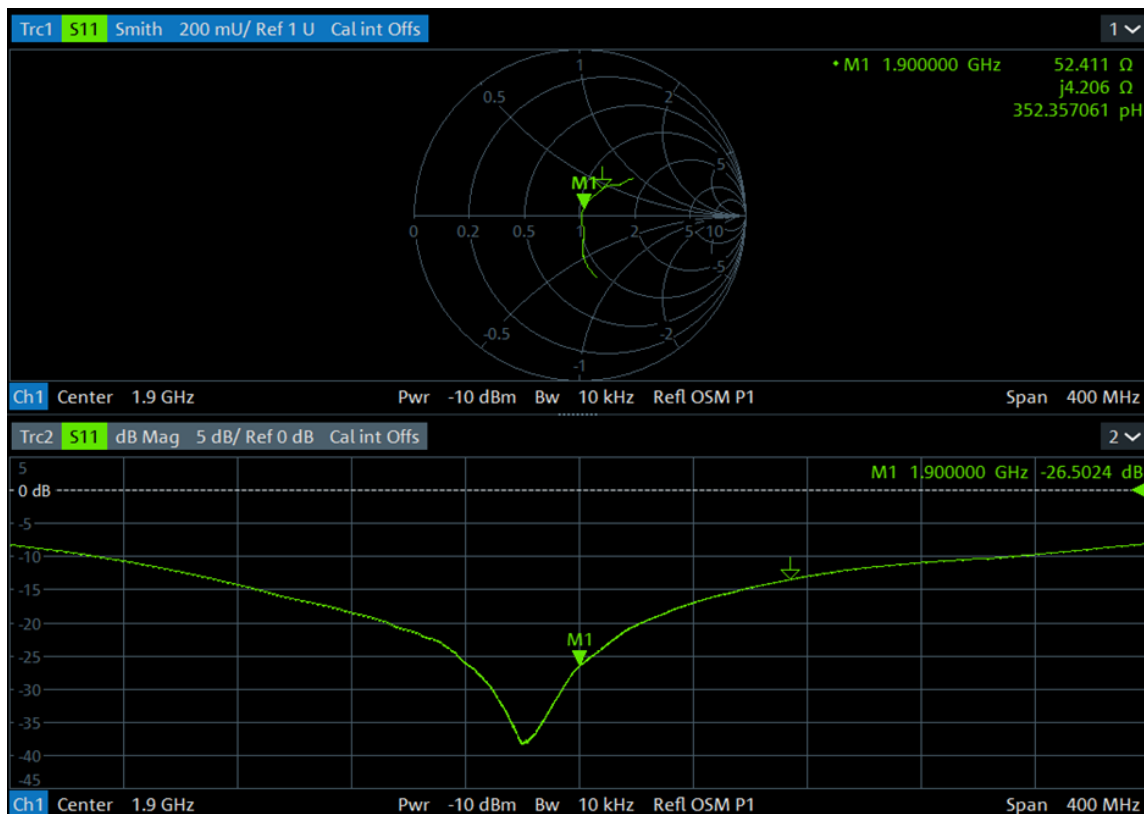 Trc1 S11 Smith 200 mU/ Ref 1 U Cal int Offs 1
M1 1.900000 GHz 52.411 Ω
j4.206 Ω
352.357061 pH
1
0.5 2
5
M1
0 0.2 0.5 1 2 5 10
-5
-0.5 -2
-1
Ch1 Center 1.9 GHz Pwr -10 dBm Bw 10 kHz Refl OSM P1 Span 400 MHz
Trc2 S11 dB Mag 5 dB/ Ref 0 dB Cal int Offs 2
5 M1 1.900000 GHz -26.5024 dB
0 dB
-5
-10
-15
-20
M1
-25
-30
-35
-40
-45
Ch1 Center 1.9 GHz Pwr -10 dBm Bw 10 kHz Refl OSM P1 Span 400 MHz